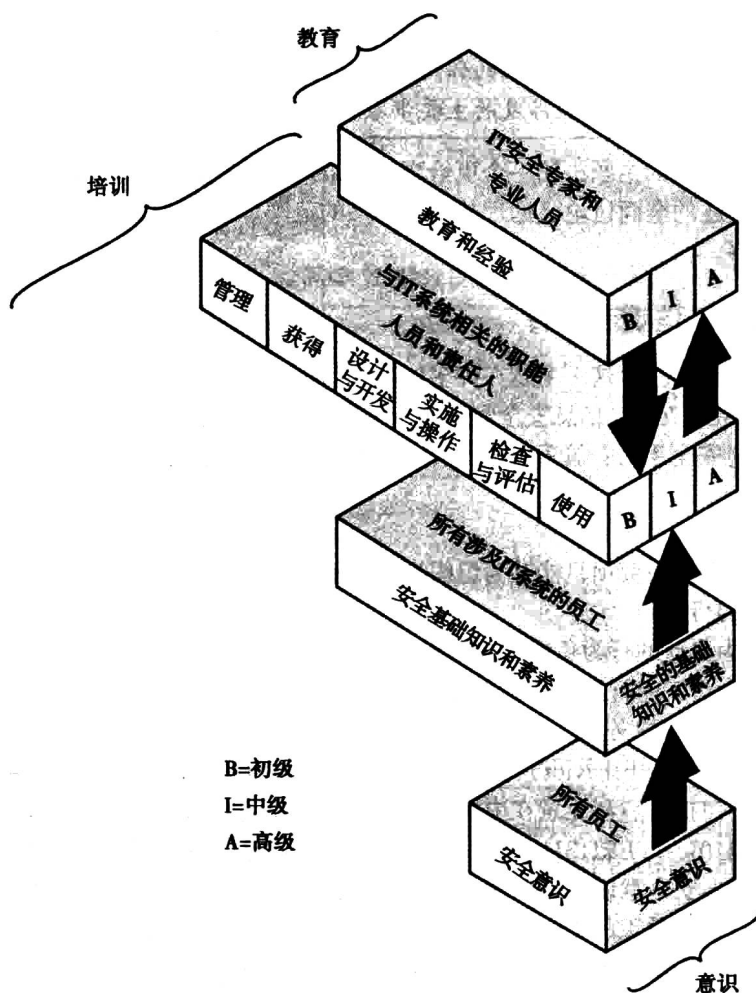 教育
IT安全专家和
专业人员
教育和经验
B
I
A
培训
与IT系统相关的职能
人员和责任人
管理
获得
设计
与开发
实施
与操作
检查
与评估
使用
B
I
A
所有涉及IT系统的员工
安全基础知识和素养
安全的基础
知识和素养
B=初级
I=中级
A=高级
所有员工
安全意识
安全意识
意识